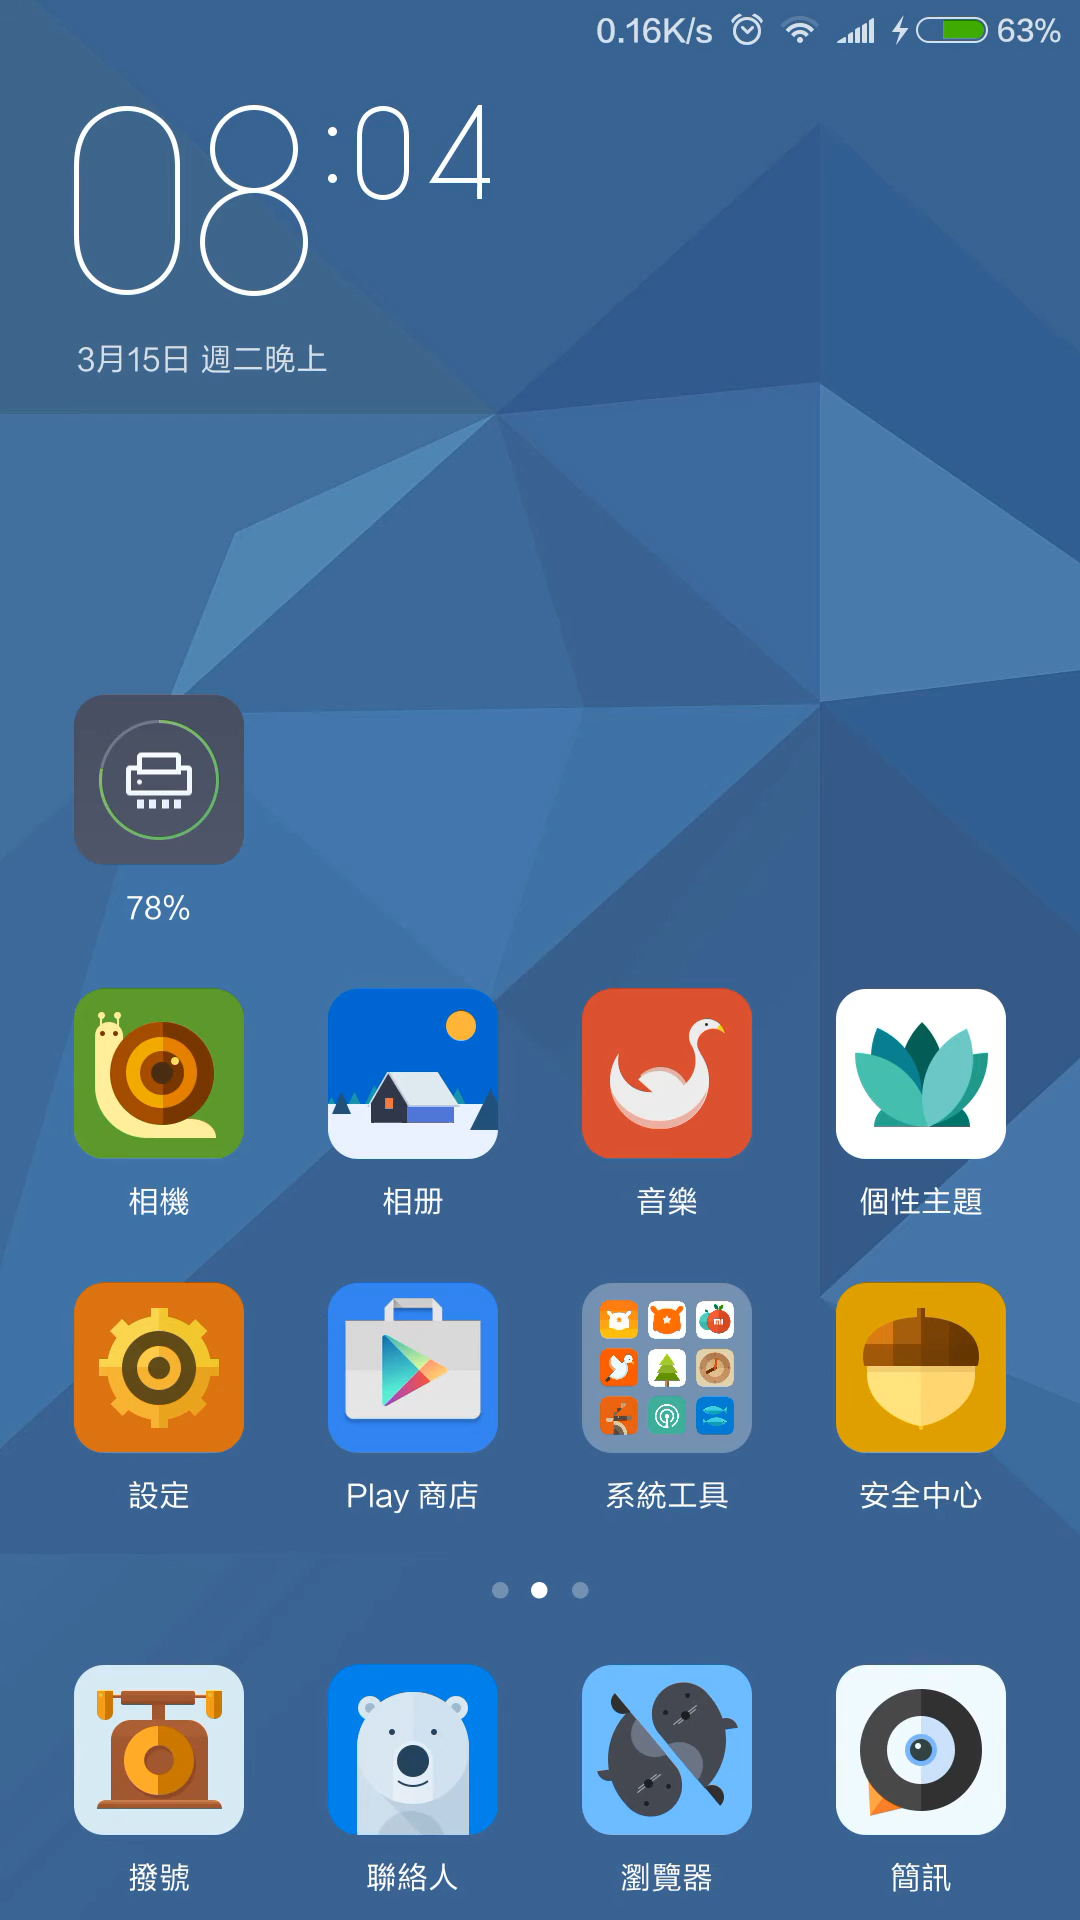 0.16K/s 63%
08:04
3月15日 週二晚上
78%
相機 相册 音樂 個性主題
設定 Play 商店 系統工具 安全中心
撥號 聯絡人 瀏覽器 簡訊